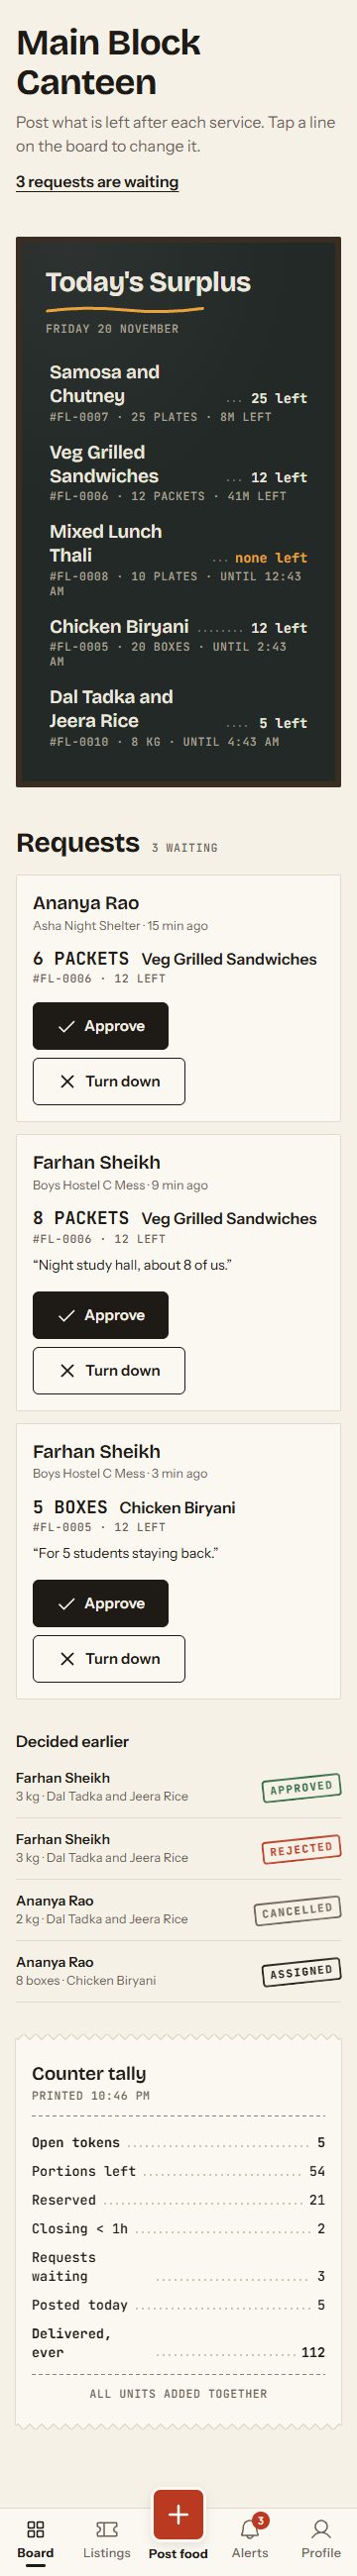 Main Block
Canteen
Post what is left after each service. Tap a line
on the board to change it.
3 requests are waiting
Today's Surplus
FRIDAY 20 NOVEMBER
Samosa and
Chutney ... 25 left
#FL-0007 · 25 PLATES · 8M LEFT
Veg Grilled
Sandwiches ... 12 left
#FL-0006 · 12 PACKETS · 41M LEFT
Mixed Lunch
Thali ... none left
#FL-0008 · 10 PLATES · UNTIL 12:43
AM
Chicken Biryani ........ 12 left
#FL-0005 · 20 BOXES · UNTIL 2:43
AM
Dal Tadka and
Jeera Rice .... 5 left
#FL-0010 · 8 KG · UNTIL 4:43 AM
Requests 3 WAITING
Ananya Rao
Asha Night Shelter · 15 min ago
6 PACKETS Veg Grilled Sandwiches
#FL-0006 · 12 LEFT
Approve
Turn down
Farhan Sheikh
Boys Hostel C Mess · 9 min ago
8 PACKETS Veg Grilled Sandwiches
#FL-0006 · 12 LEFT
“Night study hall, about 8 of us.”
Approve
Turn down
Farhan Sheikh
Boys Hostel C Mess · 3 min ago
5 BOXES Chicken Biryani
#FL-0005 · 12 LEFT
“For 5 students staying back.”
Approve
Turn down
Decided earlier
Farhan Sheikh
3 kg · Dal Tadka and Jeera Rice APPROVED
Farhan Sheikh
3 kg · Dal Tadka and Jeera Rice REJECTED
Ananya Rao
2 kg · Dal Tadka and Jeera Rice CANCELLED
Ananya Rao
8 boxes · Chicken Biryani ASSIGNED
Counter tally
PRINTED 10:46 PM
Open tokens 5
Portions left 54
Reserved 21
Closing < 1h 2
Requests
waiting 3
Posted today 5
Delivered,
ever 112
ALL UNITS ADDED TOGETHER
3
Board Listings Post food Alerts Profile